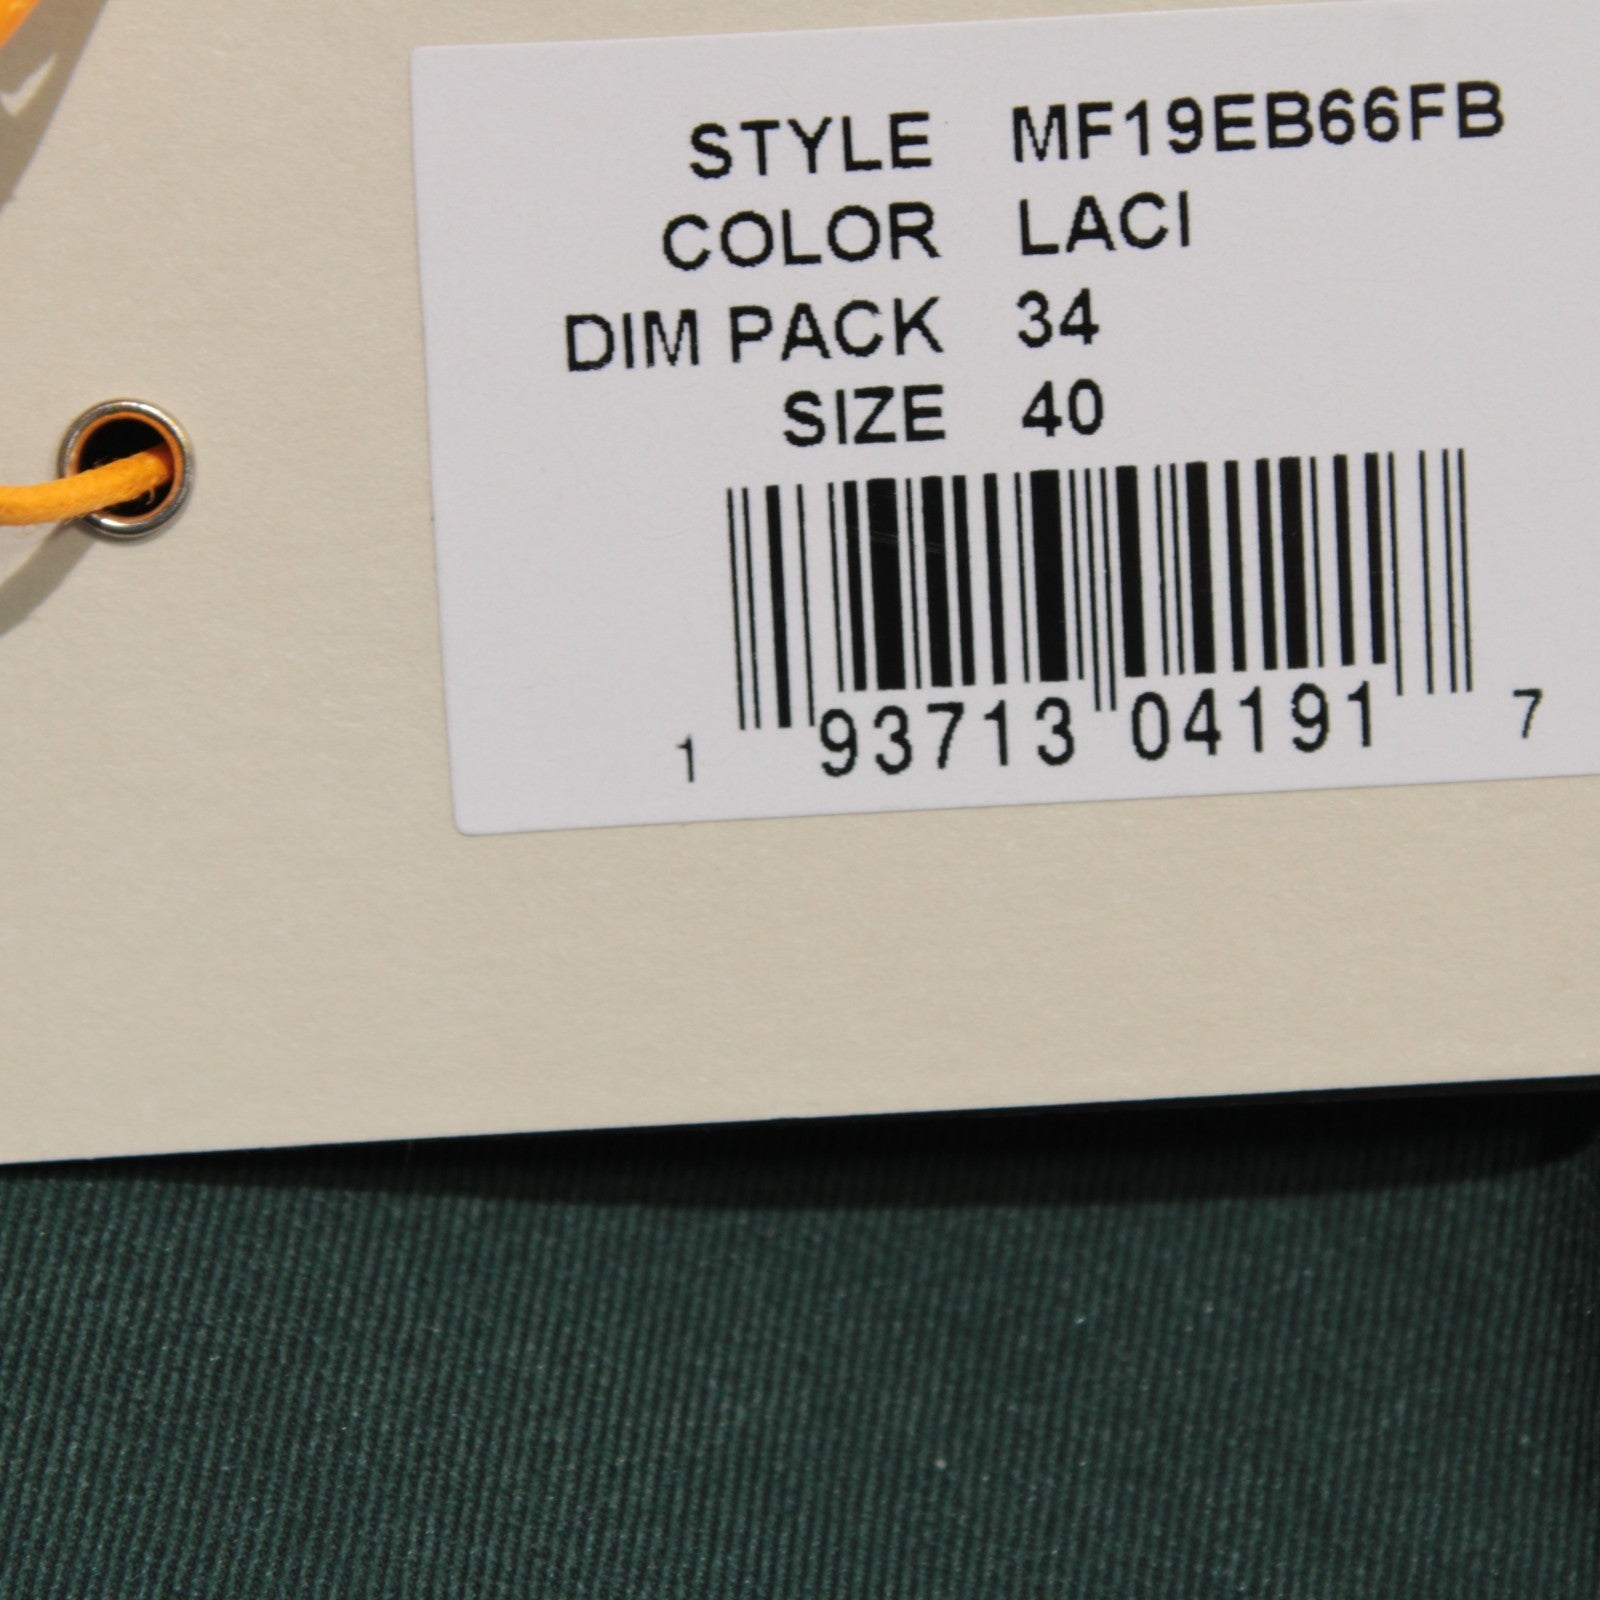 STYLE MF19EB66FB
COLOR LACI
DIM PACK 34
SIZE 40
1 93713 04191 7